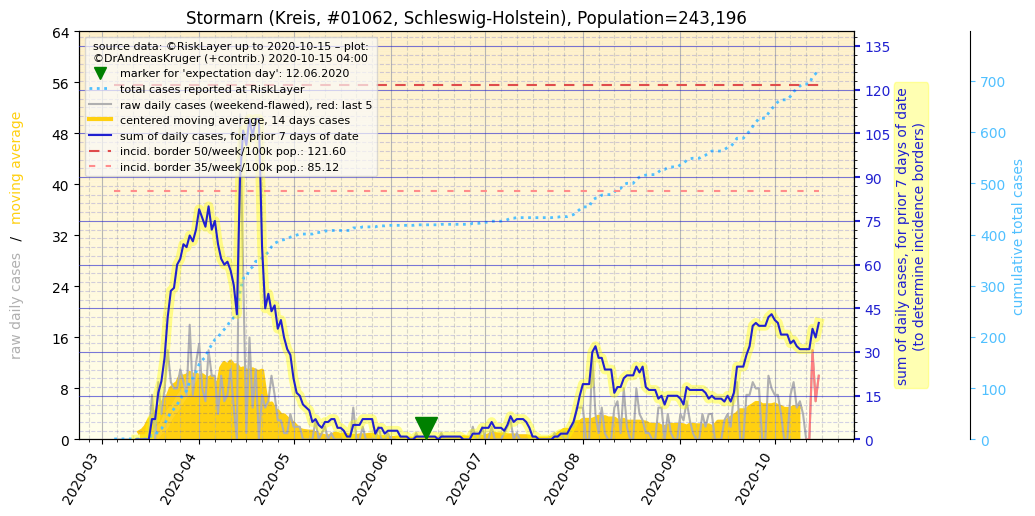 Stormarn (Kreis, #01062, Schleswig-Holstein), Population=243,196
source data: ©RiskLayer up to 2020-10-15 – plot:
©DrAndreasKruger (+contrib.) 2020-10-15 04:00
marker for 'expectation day': 12.06.2020
total cases reported at RiskLayer
raw daily cases (weekend-flawed), red: last 5
centered moving average, 14 days cases
sum of daily cases, for prior 7 days of date
incid. border 50/week/100k pop.: 121.60
incid. border 35/week/100k pop.: 85.12
raw daily cases / moving average
64
56
48
40
32
24
16
8
0
2020-03
2020-04
2020-05
2020-06
2020-07
2020-08
2020-09
2020-10
135
120
105
90
75
60
45
30
15
0
sum of daily cases, for prior 7 days of date
(to determine incidence borders)
700
600
500
400
300
200
100
0
cumulative total cases